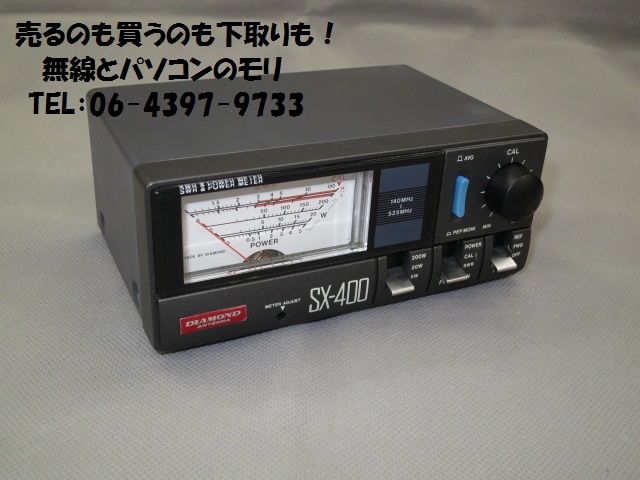 売るのも買うのも下取りも！
無線とパソコンのモリ
TEL:06-4397-9733
SWR & POWER METER
CAL
POWER
W
140MHz
525MHz
AVG
CAL
MIN
PEP MONI
200W
20W
5W
POWER
CAL
SWR
REF
FWD
OFF
METER ADJUST
SX-400
DIAMOND
ANTENNA